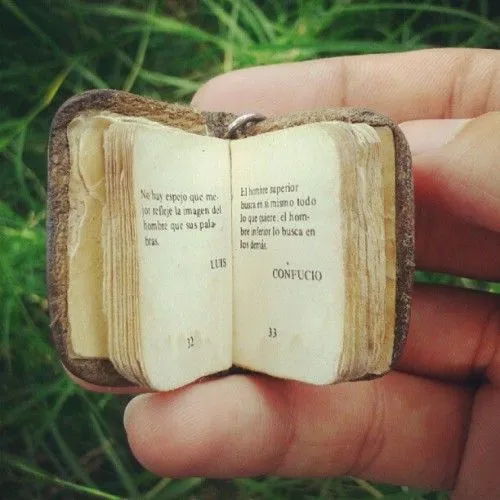 No hay espejo que me-
jor refleje la imagen del
hombre que sus pala-
bras.
LUIS
32
El hombre superior
busca en si mismo todo
lo que quiere; el hom-
bre inferior lo busca en
los demás.
CONFUCIO
33